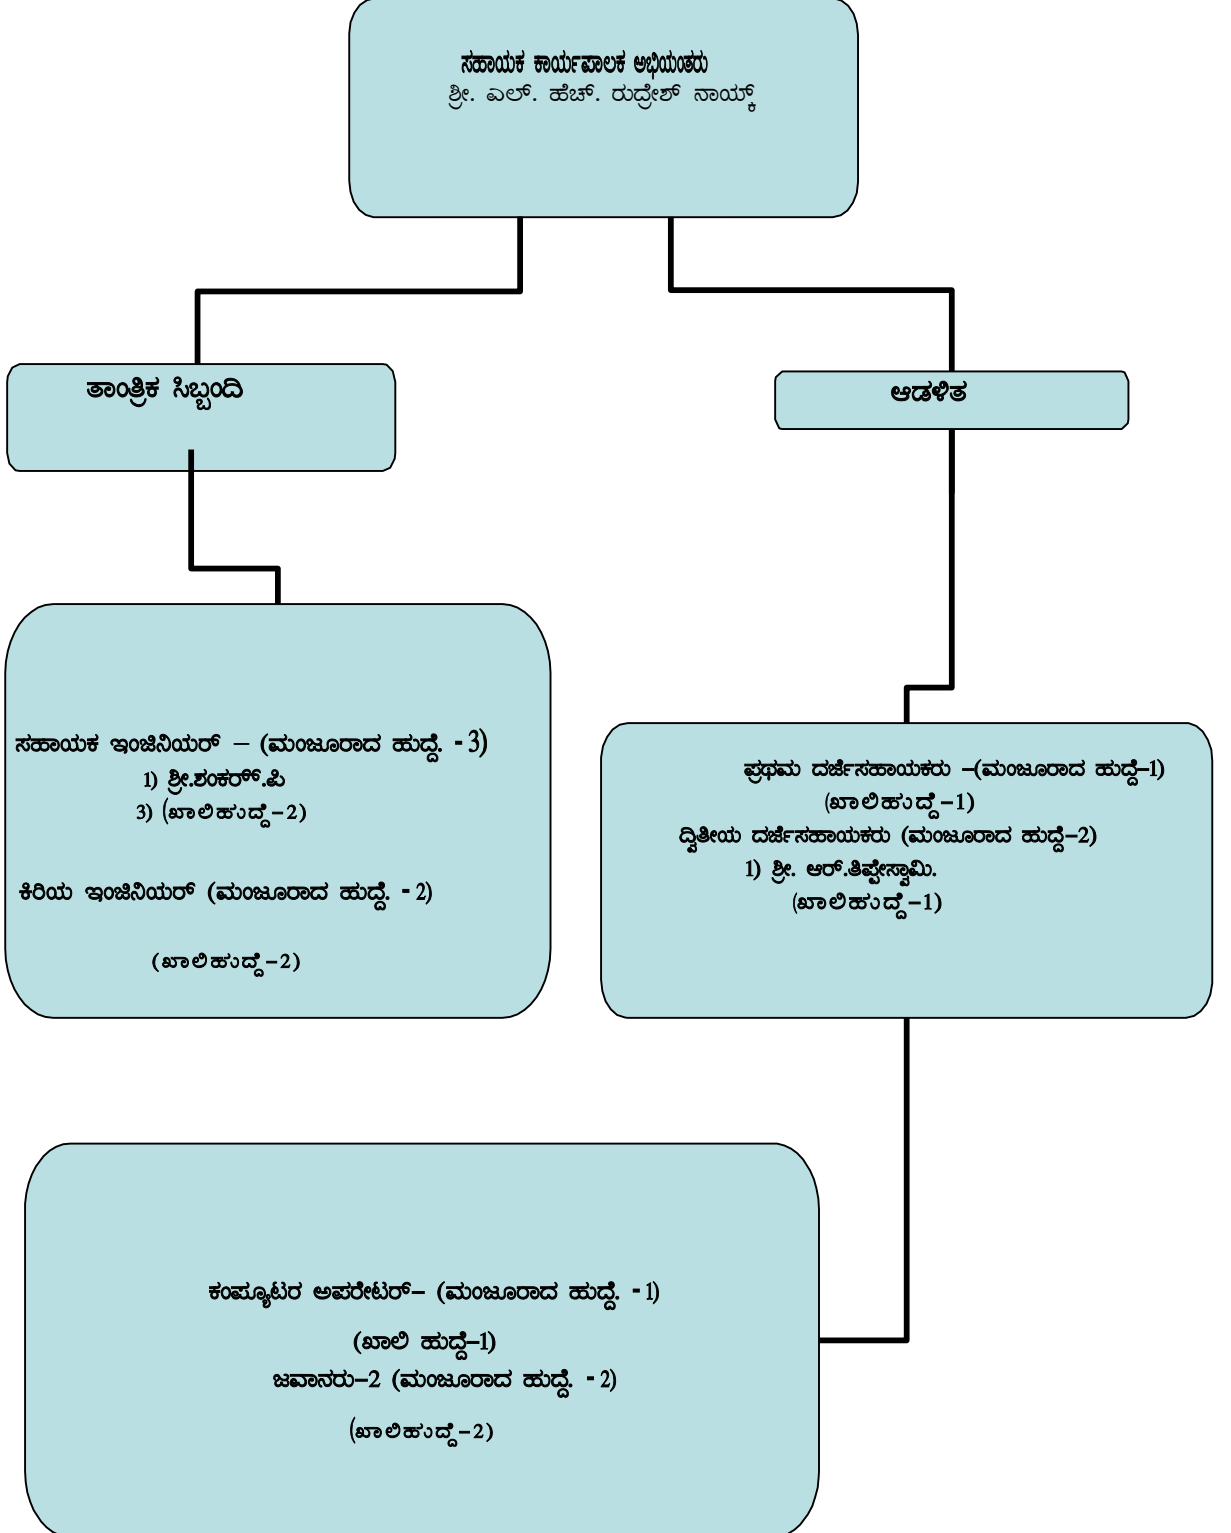 ಸಹಾಯಕ ಕಾರ್ಯಪಾಲಕ ಅಭಿಯಂತರು
ಶ್ರೀ. ಎಲ್. ಹೆಚ್. ರುದ್ರೇಶ್ ನಾಯ್ಕ್
ತಾಂತ್ರಿಕ ಸಿಬ್ಬಂದಿ
ಆಡಳಿತ
ಸಹಾಯಕ ಇಂಜಿನಿಯರ್ – (ಮಂಜೂರಾದ ಹುದ್ದೆ. - 3)
1) ಶ್ರೀ.ಶಂಕರ್.ಪಿ
3) (ಖಾಲಿಹುದ್ದೆ-2)
ಕಿರಿಯ ಇಂಜಿನಿಯರ್ (ಮಂಜೂರಾದ ಹುದ್ದೆ. - 2)
(ಖಾಲಿಹುದ್ದೆ-2)
ಪ್ರಥಮ ದರ್ಜೆಸಹಾಯಕರು –(ಮಂಜೂರಾದ ಹುದ್ದೆ-1)
(ಖಾಲಿಹುದ್ದೆ-1)
ದ್ವಿತೀಯ ದರ್ಜೆಸಹಾಯಕರು (ಮಂಜೂರಾದ ಹುದ್ದೆ-2)
1) ಶ್ರೀ. ಆರ್.ತಿಪ್ಪೇಸ್ವಾಮಿ.
(ಖಾಲಿಹುದ್ದೆ-1)
ಕಂಪ್ಯೂಟರ ಅಪರೇಟರ್– (ಮಂಜೂರಾದ ಹುದ್ದೆ. - 1)
(ಖಾಲಿ ಹುದ್ದೆ-1)
ಜವಾನರು-2 (ಮಂಜೂರಾದ ಹುದ್ದೆ. - 2)
(ಖಾಲಿಹುದ್ದೆ-2)